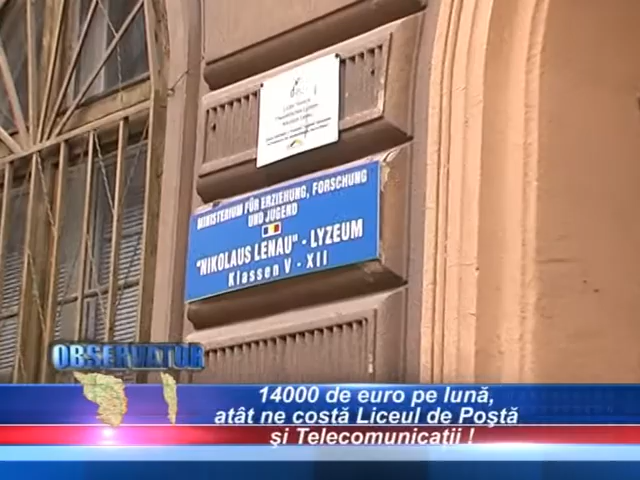 MINISTERIUM FÜR ERZIEHUNG, FORSCHUNG
UND JUGEND
"NIKOLAUS LENAU" - LYZEUM
Klassen V - XII
OBSERVATOR
14000 de euro pe lună,
atât ne costă Liceul de Poştă
şi Telecomunicaţii !